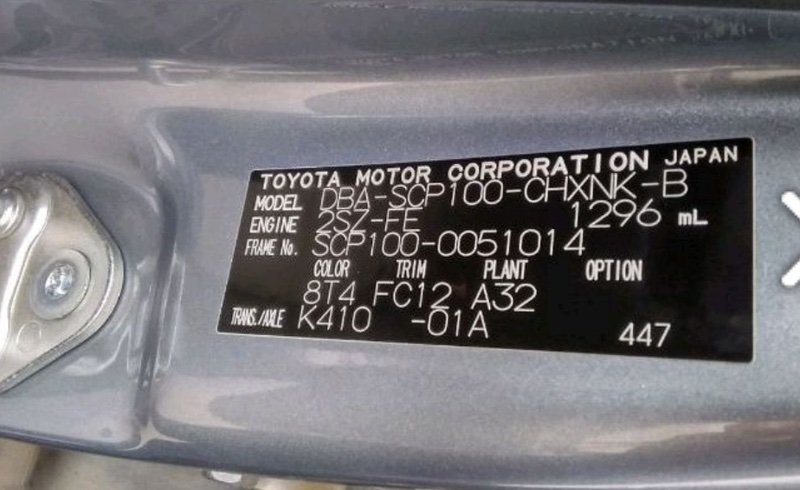 TOYOTA MOTOR CORPORATION JAPAN
MODEL DBA-SCP100-CHXNK-B
ENGINE 2SZ-FE 1296 mL
FRAME No. SCP100-0051014
COLOR TRIM PLANT OPTION
8T4 FC12 A32
TRANS./AXLE K410 -01A 447